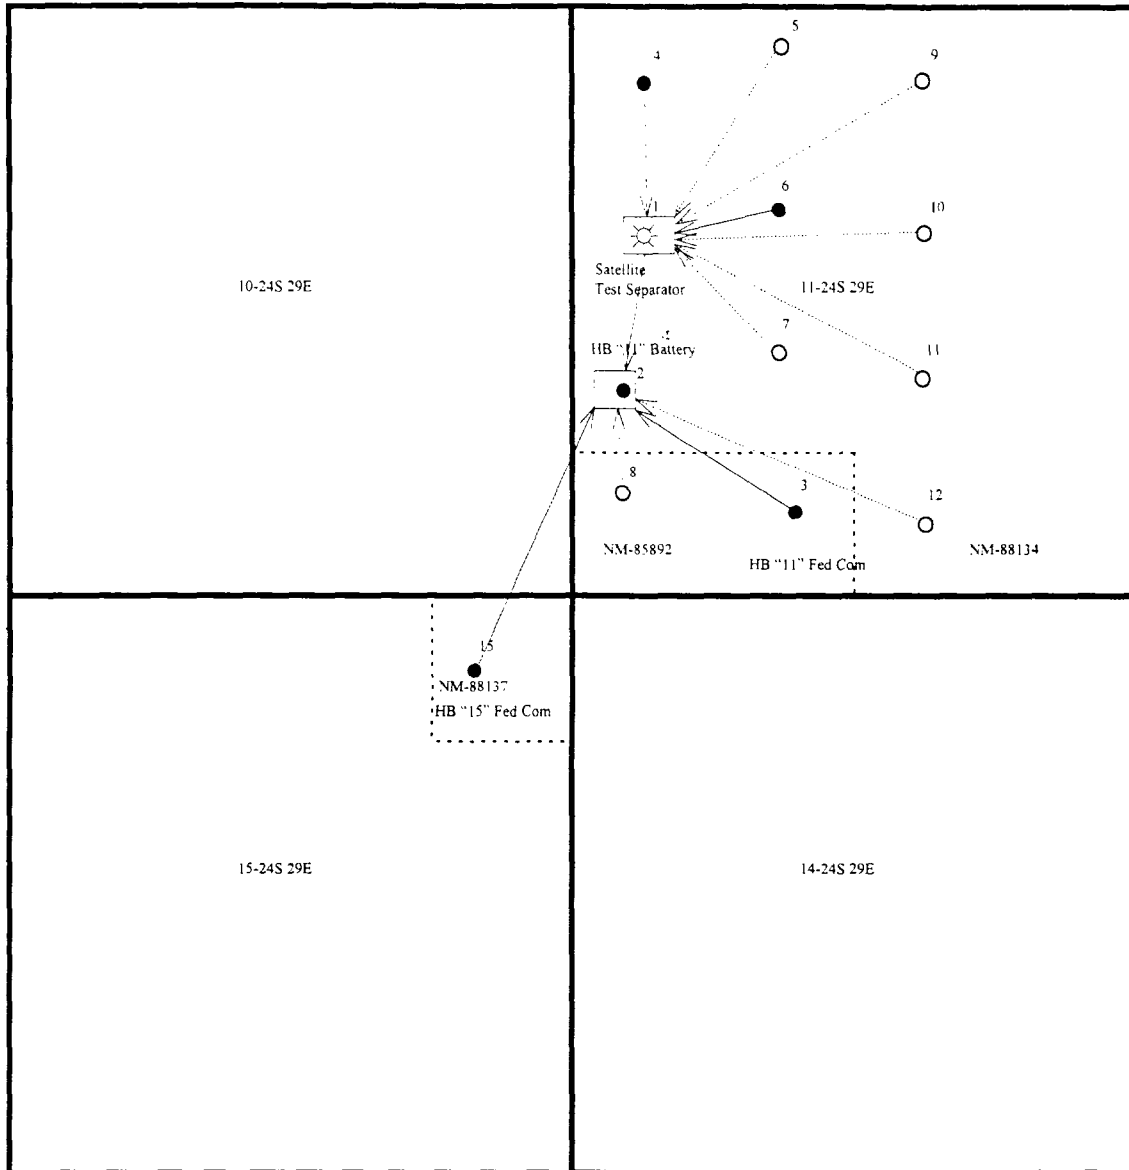 5
4
9
6
1
10
Satellite
Test Separator
10-24S 29E
11-24S 29E
7
HB "11" Battery
2
11
8
3
12
NM-85892
NM-88134
HB "11" Fed Com
15
NM-88137
HB "15" Fed Com
15-24S 29E
14-24S 29E